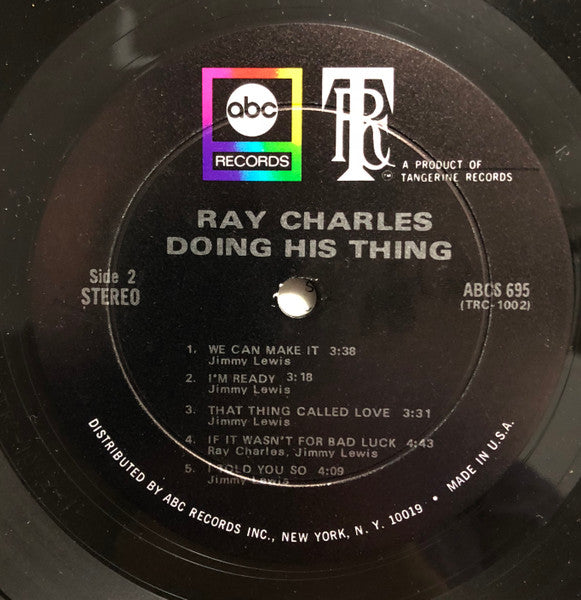 abc
RECORDS
TRC
A PRODUCT OF
™ TANGERINE RECORDS
RAY CHARLES
DOING HIS THING
Side 2
STEREO
ABCS 695
(TRC-1002)
1. WE CAN MAKE IT 3:38
Jimmy Lewis
2. I'M READY 3:18
Jimmy Lewis
3. THAT THING CALLED LOVE 3:31
Jimmy Lewis
4. IF IT WASN'T FOR BAD LUCK 4:43
Ray Charles, Jimmy Lewis
5. I TOLD YOU SO 4:09
Jimmy Lewis
DISTRIBUTED BY ABC RECORDS INC., NEW YORK, N. Y. 10019 • MADE IN U.S.A.